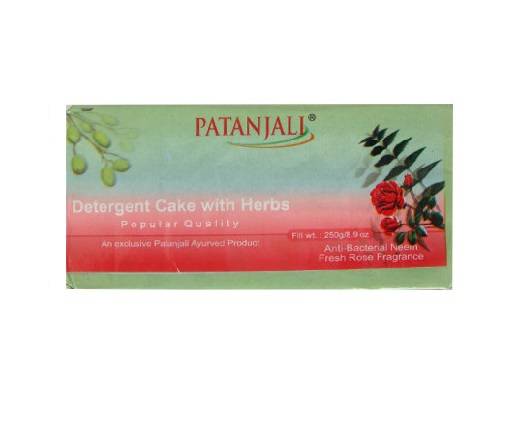 PATANJALI®
Detergent Cake with Herbs
Popular Quality
An exclusive Patanjali Ayurved Product
Fill wt. : 250g/8.9 oz
Anti-Bacterial Neem
Fresh Rose Fragrance